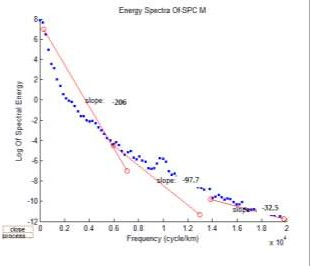 Energy Spectra Of SPC M
Log Of Spectral Energy
8
6
4
2
0
-2
-4
-6
-8
-10
-12
slope: -206
slope: -97.7
slope: -32.5
0 0.2 0.4 0.6 0.8 1 1.2 1.4 1.6 1.8 2
Frequency (cycle/km)
x 10
close
process